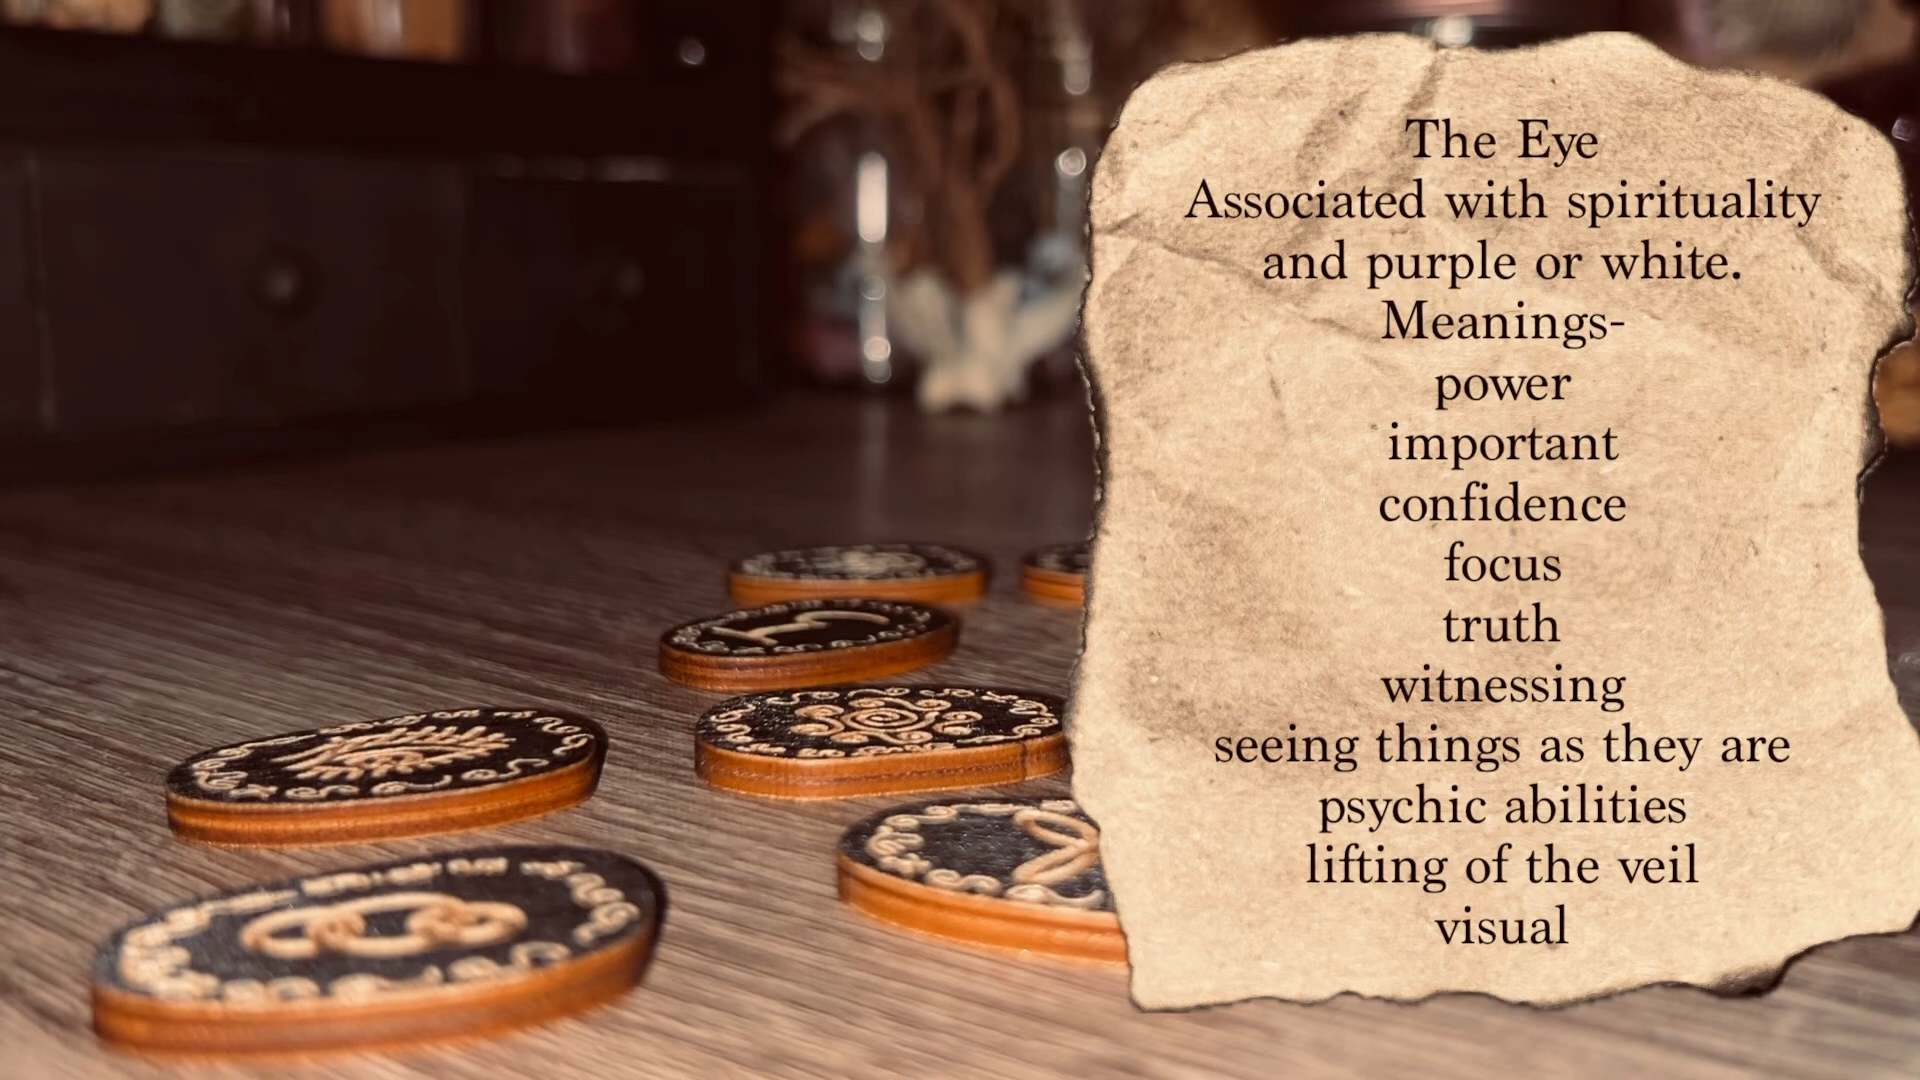 The Eye
Associated with spirituality
and purple or white.
Meanings-
power
important
confidence
focus
truth
witnessing
seeing things as they are
psychic abilities
lifting of the veil
visual